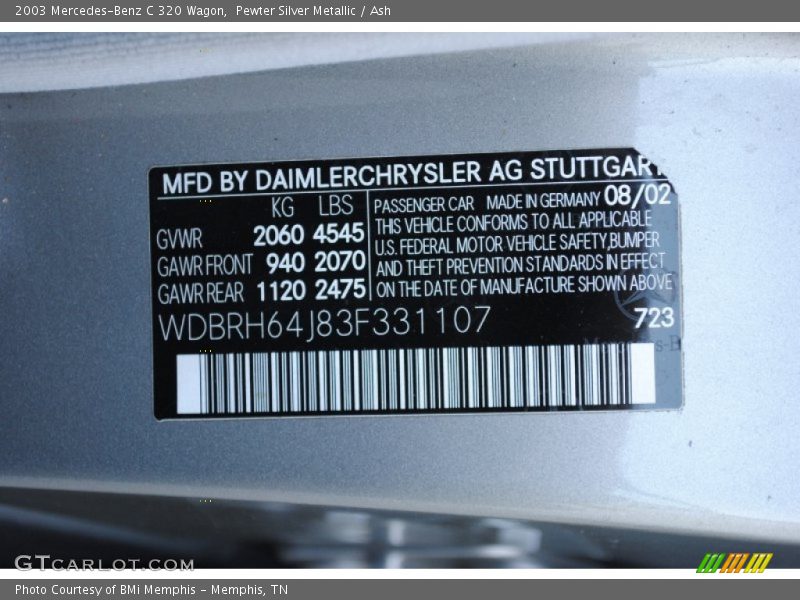 2003 Mercedes-Benz C 320 Wagon, Pewter Silver Metallic / Ash
MFD BY DAIMLERCHRYSLER AG STUTTGART
KG LBS
GVWR 2060 4545
GAWR FRONT 940 2070
GAWR REAR 1120 2475
PASSENGER CAR MADE IN GERMANY 08/02
THIS VEHICLE CONFORMS TO ALL APPLICABLE
U.S. FEDERAL MOTOR VEHICLE SAFETY,BUMPER
AND THEFT PREVENTION STANDARDS IN EFFECT
ON THE DATE OF MANUFACTURE SHOWN ABOVE
WDBRH64J83F331107
723
GTCARLOT.COM
Photo Courtesy of BMi Memphis - Memphis, TN